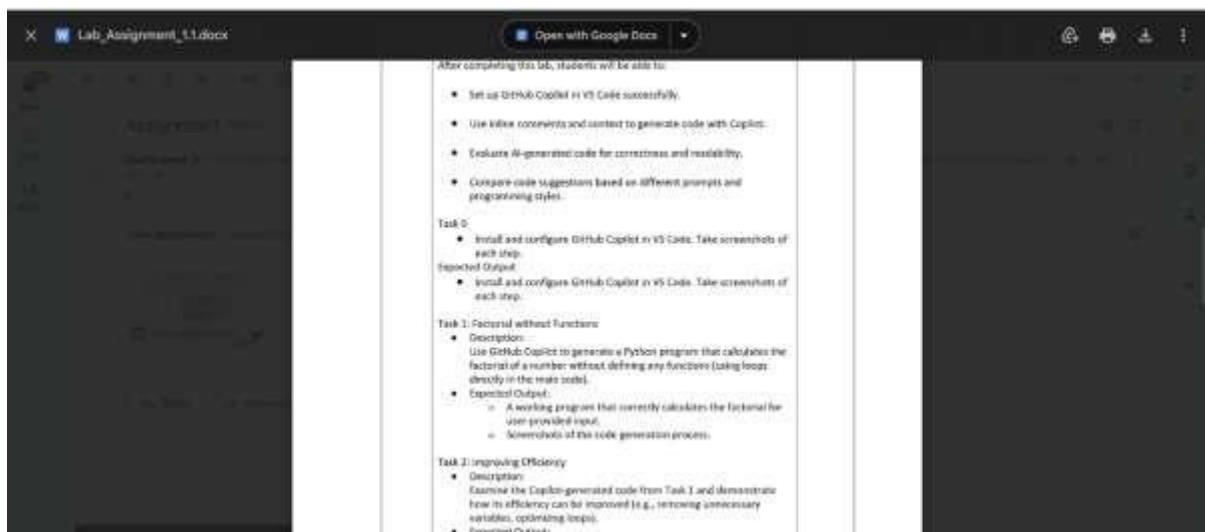 Lab_Assignment_1.1.docx
Open with Google Docs
After completing this lab, students will be able to:
Set up GitHub Copilot in VS Code successfully.
Use inline comments and context to generate code with Copilot.
Evaluate AI-generated code for correctness and readability.
Compare code suggestions based on different prompts and
programming styles.
Task 0
Install and configure GitHub Copilot in VS Code. Take screenshots of
each step.
Expected Output
Install and configure GitHub Copilot in VS Code. Take screenshots of
each step.
Task 1: Factorial without Functions
Description:
Use GitHub Copilot to generate a Python program that calculates the
factorial of a number without defining any functions (using loops
directly in the main code).
Expected Output:
A working program that correctly calculates the factorial for
user-provided input.
Screenshots of the code generation process.
Task 2: Improving Efficiency
Description:
Examine the Copilot-generated code from Task 1 and demonstrate
how its efficiency can be improved (e.g., removing unnecessary
variables, optimizing loops).
Expected Output: